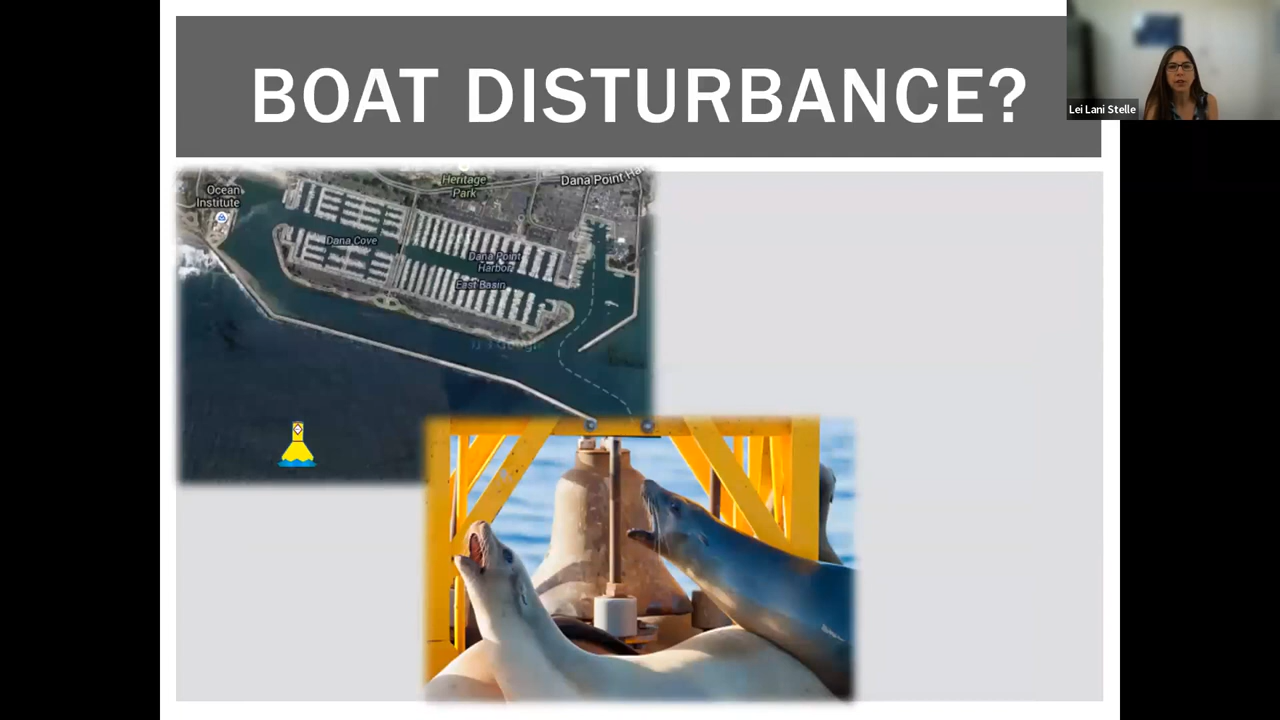 BOAT DISTURBANCE?
Lei Lani Stelle
Ocean
Institute
Heritage
Park
Dana Point Ha
Dana Cove
Dana Point
Harbor
East Basin